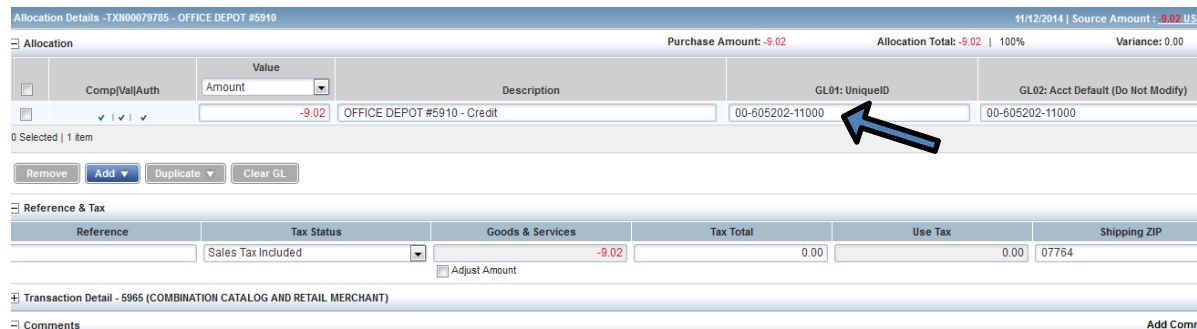 Allocation Details -TXN00079785 - OFFICE DEPOT #5910 11/12/2014 | Source Amount : -9.02 US
Allocation Purchase Amount: -9.02 Allocation Total: -9.02 | 100% Variance: 0.00
Value
Comp|Val|Auth Amount Description GL01: UniqueID GL02: Acct Default (Do Not Modify)
-9.02 OFFICE DEPOT #5910 - Credit 00-605202-11000 00-605202-11000
0 Selected | 1 item
Remove Add Duplicate Clear GL
Reference & Tax
Reference Tax Status Goods & Services Tax Total Use Tax Shipping ZIP
Sales Tax Included -9.02 0.00 0.00 07764
Adjust Amount
Transaction Detail - 5965 (COMBINATION CATALOG AND RETAIL MERCHANT)
Comments Add Comm